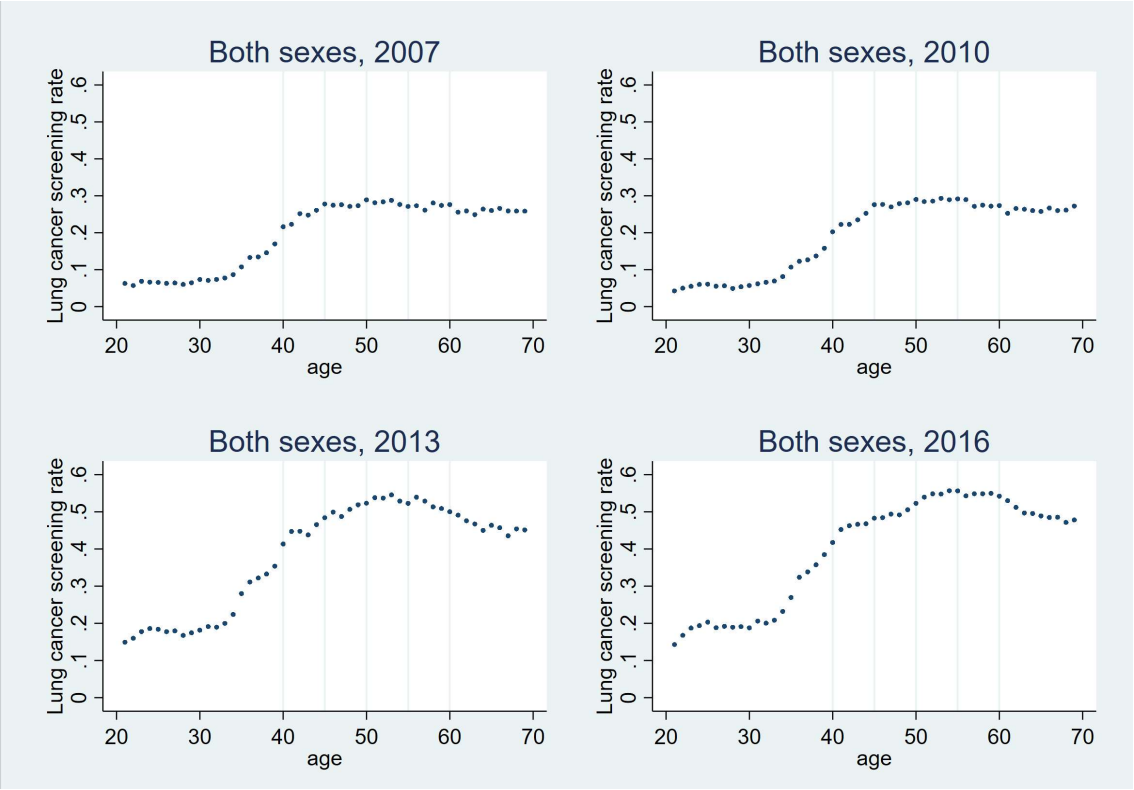 Both sexes, 2007
Lung cancer screening rate
0 .1 .2 .3 .4 .5 .6
20 30 40 50 60 70
age
Both sexes, 2010
Lung cancer screening rate
0 .1 .2 .3 .4 .5 .6
20 30 40 50 60 70
age
Both sexes, 2013
Lung cancer screening rate
0 .1 .2 .3 .4 .5 .6
20 30 40 50 60 70
age
Both sexes, 2016
Lung cancer screening rate
0 .1 .2 .3 .4 .5 .6
20 30 40 50 60 70
age